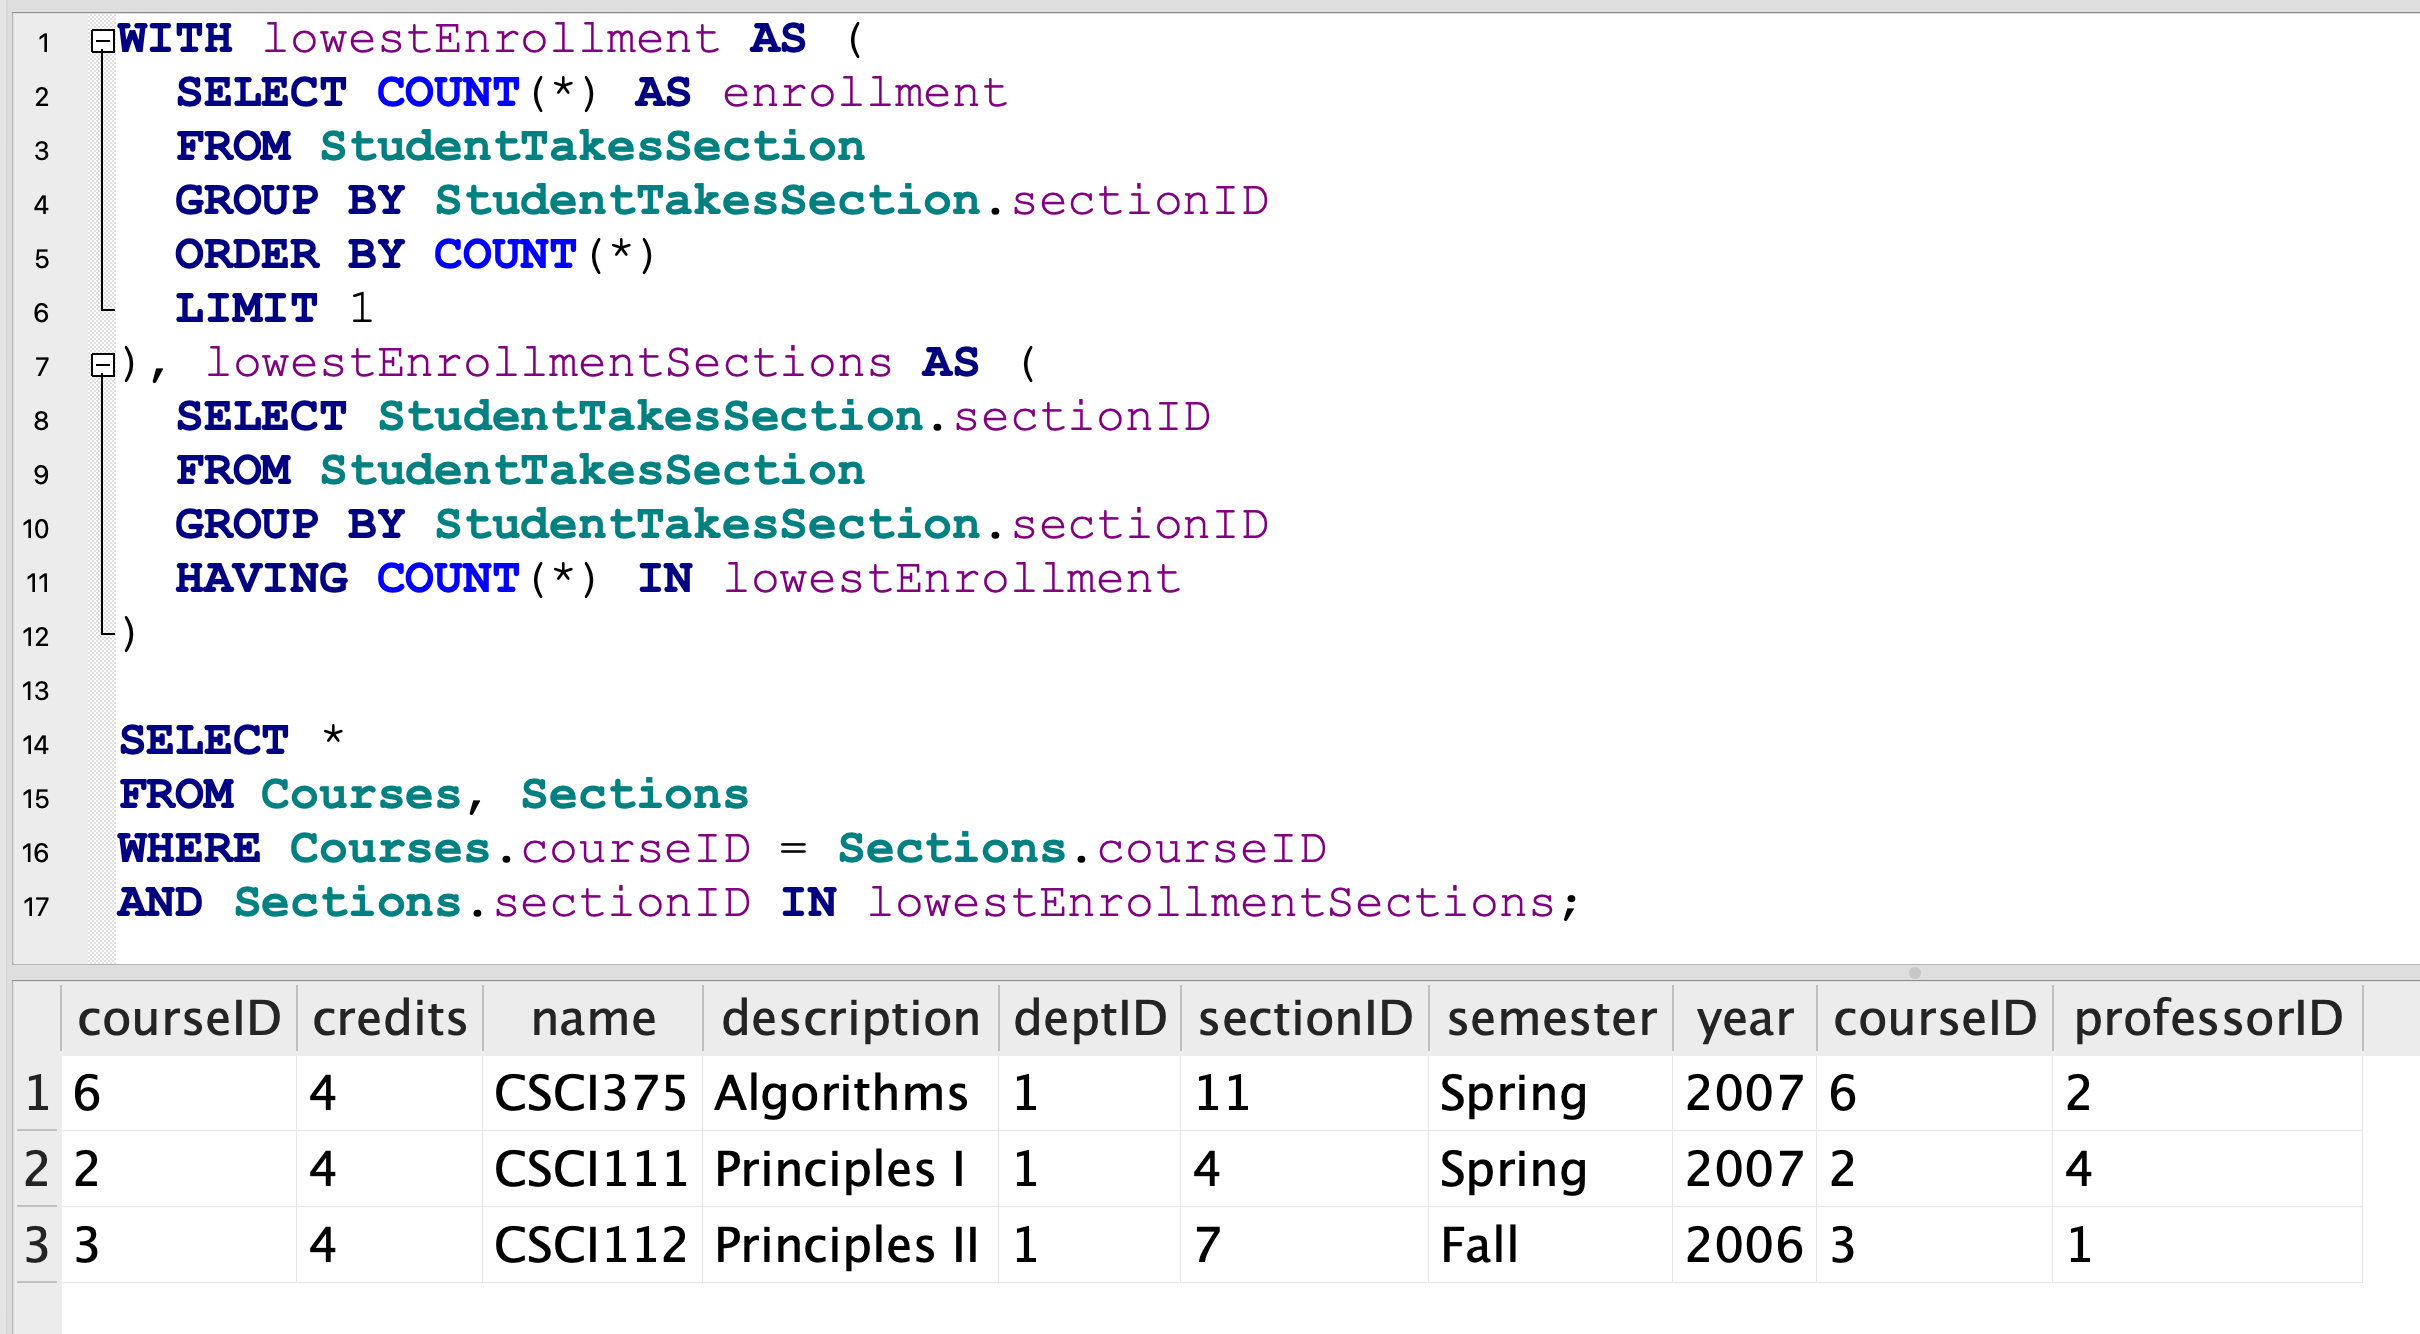 1 WITH lowestEnrollment AS (
2 SELECT COUNT(*) AS enrollment
3 FROM StudentTakesSection
4 GROUP BY StudentTakesSection.sectionID
5 ORDER BY COUNT(*)
6 LIMIT 1
7 ), lowestEnrollmentSections AS (
8 SELECT StudentTakesSection.sectionID
9 FROM StudentTakesSection
10 GROUP BY StudentTakesSection.sectionID
11 HAVING COUNT(*) IN lowestEnrollment
12 )
13
14 SELECT *
15 FROM Courses, Sections
16 WHERE Courses.courseID = Sections.courseID
17 AND Sections.sectionID IN lowestEnrollmentSections;
courseID credits name description deptID sectionID semester year courseID professorID
1 6 4 CSCI375 Algorithms 1 11 Spring 2007 6 2
2 2 4 CSCI111 Principles I 1 4 Spring 2007 2 4
3 3 4 CSCI112 Principles II 1 7 Fall 2006 3 1